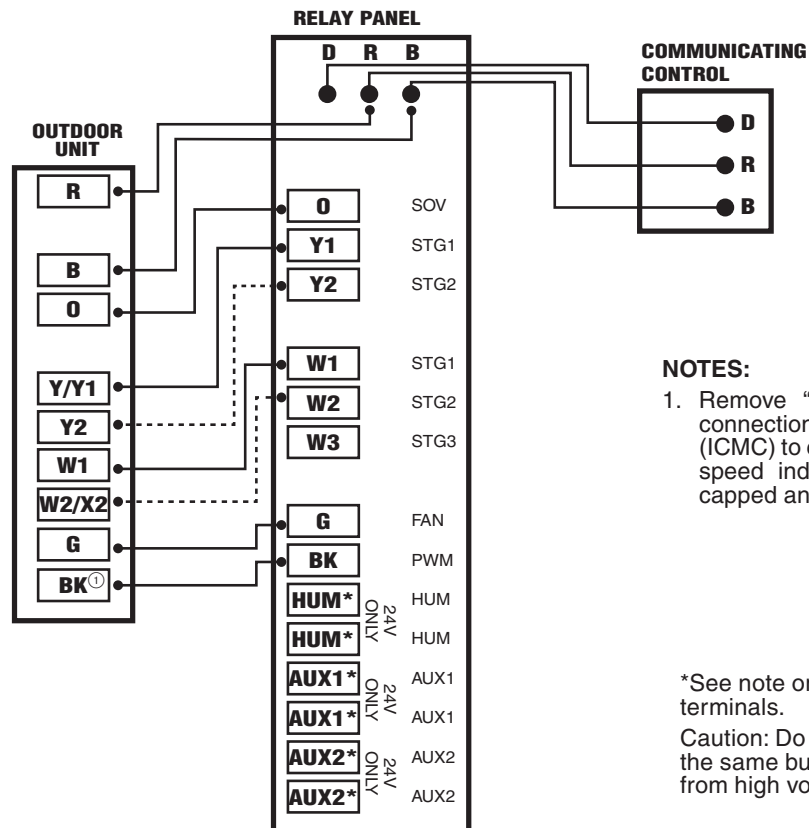 RELAY PANEL
D R B
COMMUNICATING
CONTROL
D
R
B
OUTDOOR
UNIT
R
B
O
Y/Y1
Y2
W1
W2/X2
G
BK①
O SOV
Y1 STG1
Y2 STG2
W1 STG1
W2 STG2
W3 STG3
G FAN
BK PWM
HUM* HUM
HUM* HUM
24V
ONLY
AUX1* AUX1
AUX1* AUX1
24V
ONLY
AUX2* AUX2
AUX2* AUX2
24V
ONLY
NOTES:
1. Remove “
connection
(ICMC) to
speed ind
capped an
*See note or
terminals.
Caution: Do
the same bu
from high vo